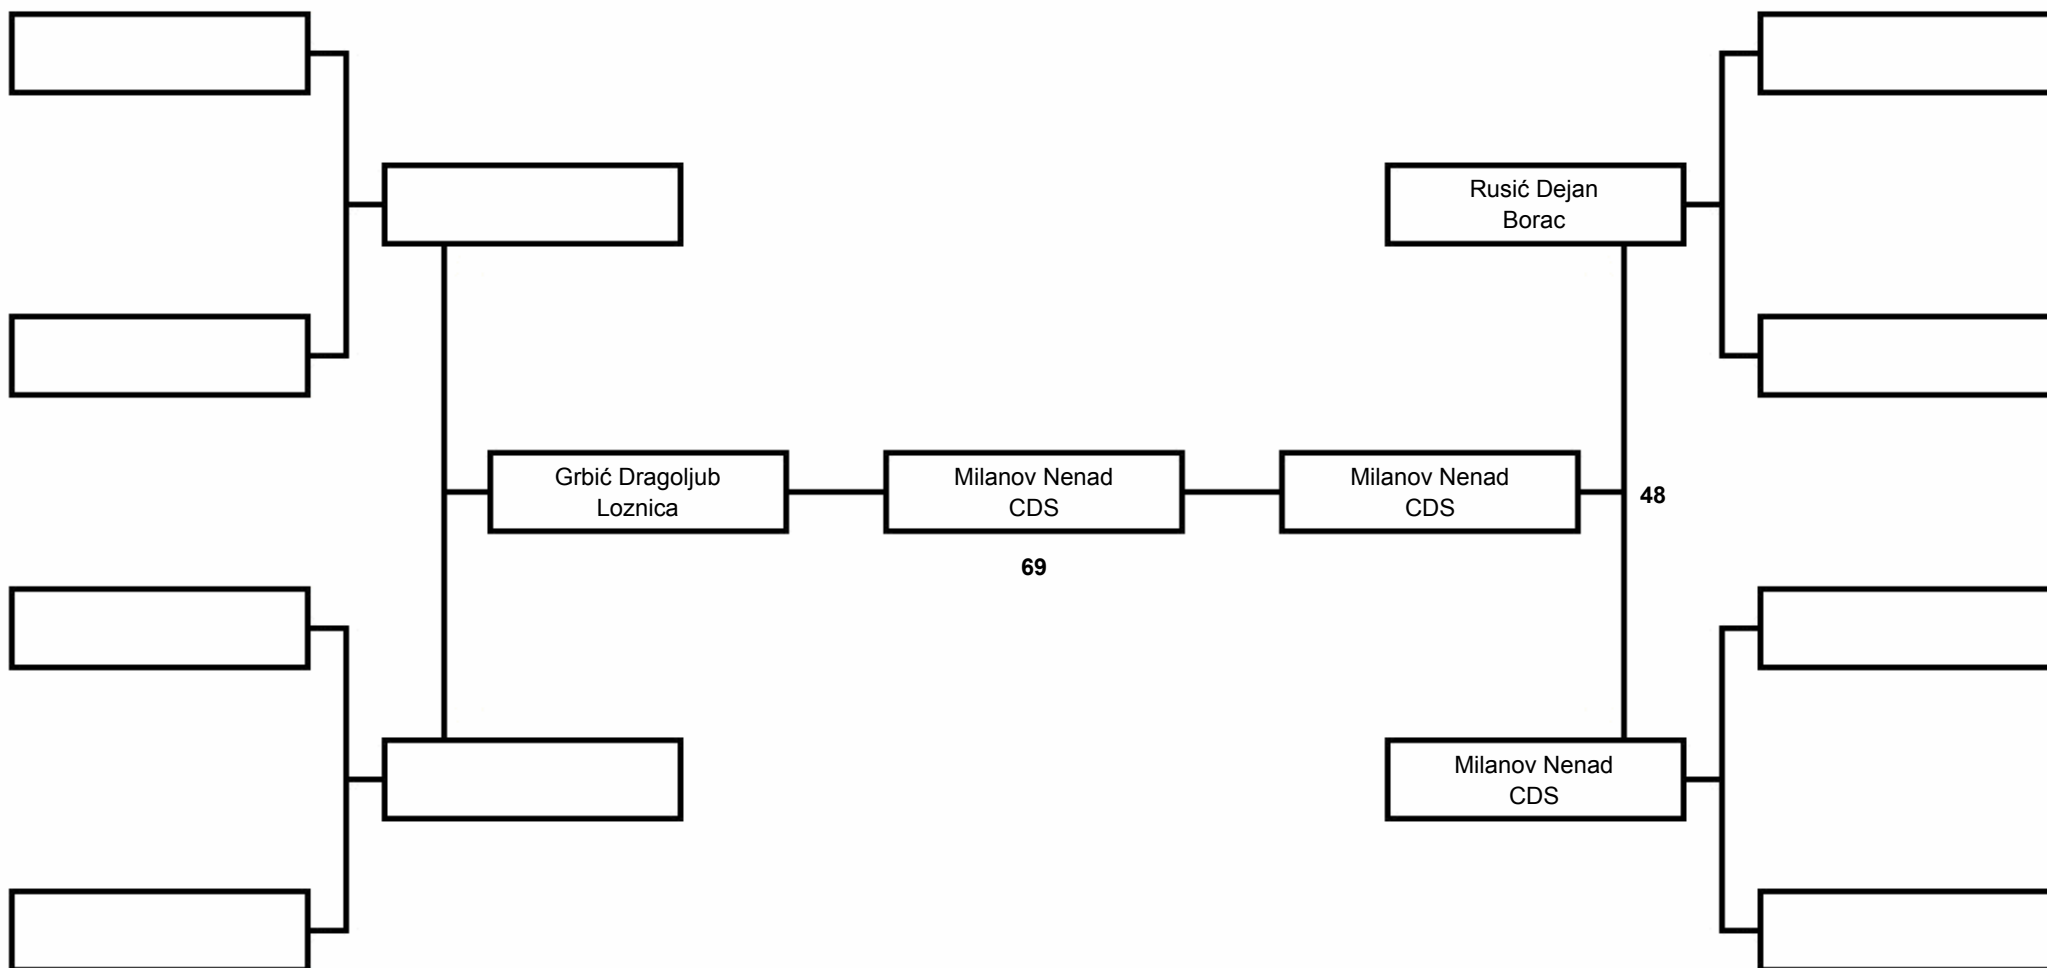 Rusić Dejan
Borac
Grbić Dragoljub
Loznica
Milanov Nenad
CDS
Milanov Nenad
CDS
48
69
Milanov Nenad
CDS